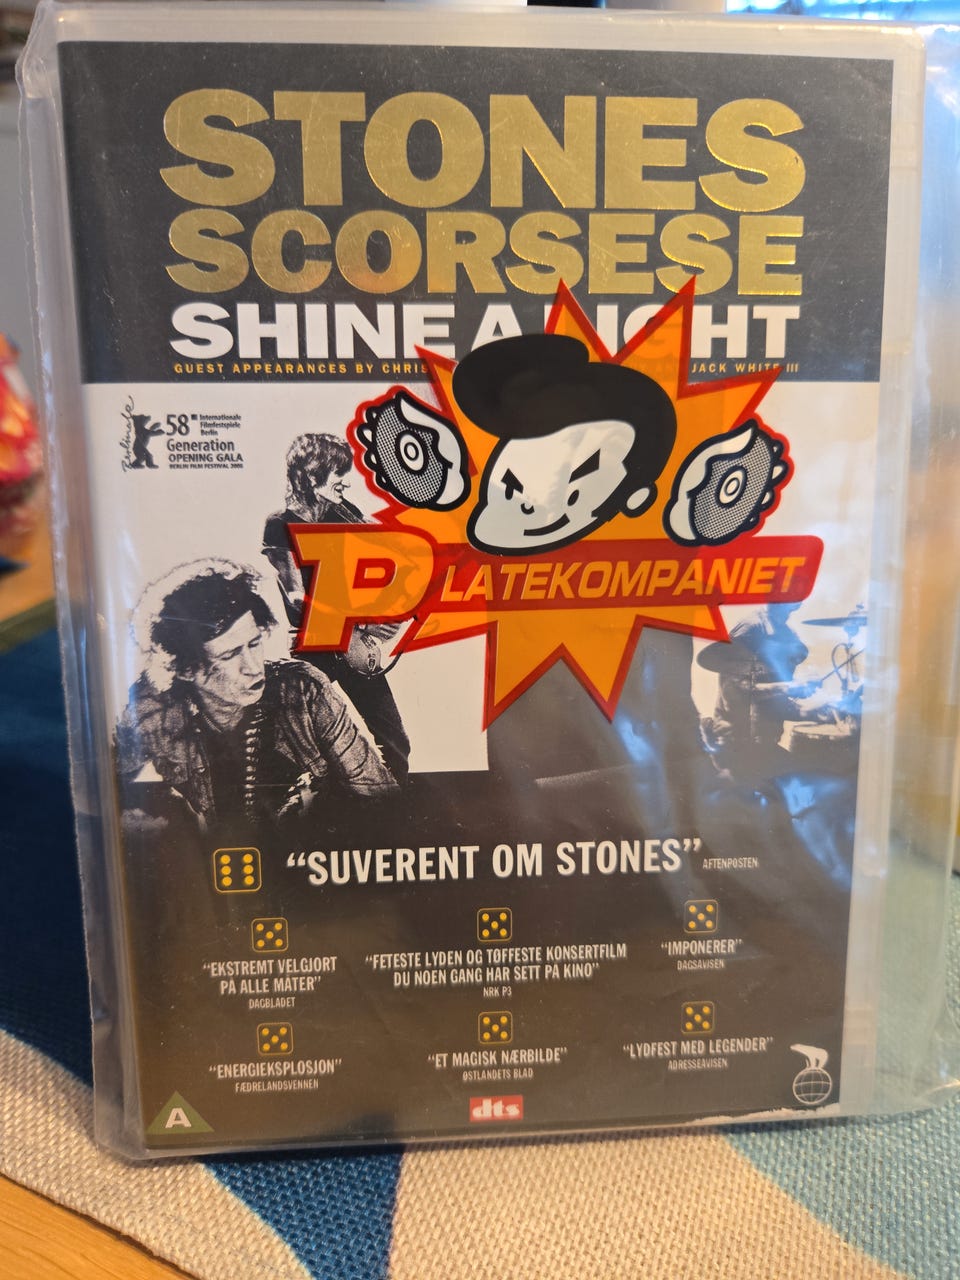 STONES
SCORSESE
SHINE A LIGHT
GUEST APPEARANCES BY CHRIS
JACK WHITE III
Berlinale
58 Internationale
Filmfestspiele
Berlin
Generation
OPENING GALA
BERLIN FILM FESTIVAL 2008
PLATEKOMPANIET
"SUVERENT OM STONES" AFTENPOSTEN
"EKSTREMT VELGJORT
PÅ ALLE MÅTER"
DAGBLADET
"FETESTE LYDEN OG TØFFESTE KONSERTFILM
DU NOEN GANG HAR SETT PÅ KINO"
NRK P3
"IMPONERER"
DAGSAVISEN
"ENERGIEKSPLOSJON"
FÆDRELANDSVENNEN
"ET MAGISK NÆRBILDE"
ØSTLANDETS BLAD
"LYDFEST MED LEGENDER"
ADRESSEAVISEN
A
dts